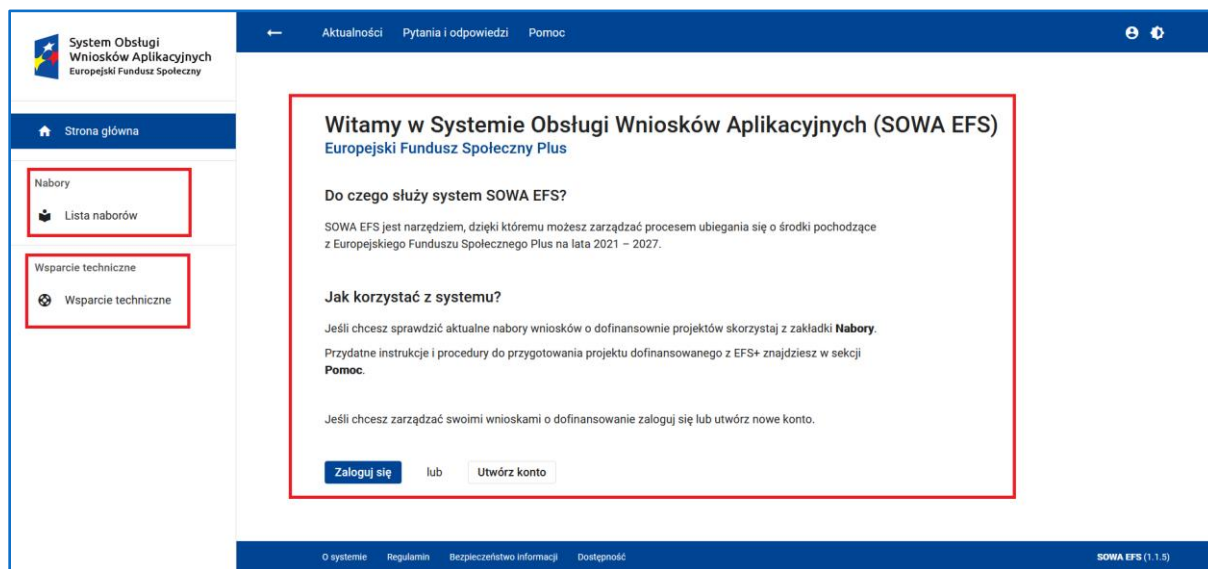 System Obsługi
Wniosków Aplikacyjnych
Europejski Fundusz Społeczny
Aktualności Pytania i odpowiedzi Pomoc
Strona główna
Nabory
Lista naborów
Wsparcie techniczne
Wsparcie techniczne
Witamy w Systemie Obsługi Wniosków Aplikacyjnych (SOWA EFS)
Europejski Fundusz Społeczny Plus
Do czego służy system SOWA EFS?
SOWA EFS jest narzędziem, dzięki któremu możesz zarządzać procesem ubiegania się o środki pochodzące
z Europejskiego Funduszu Społecznego Plus na lata 2021 – 2027.
Jak korzystać z systemu?
Jeśli chcesz sprawdzić aktualne nabory wniosków o dofinansownie projektów skorzystaj z zakładki Nabory.
Przydatne instrukcje i procedury do przygotowania projektu dofinansowanego z EFS+ znajdziesz w sekcji
Pomoc.
Jeśli chcesz zarządzać swoimi wnioskami o dofinansowanie zaloguj się lub utwórz nowe konto.
Zaloguj się lub Utwórz konto
O systemie Regulamin Bezpieczeństwo informacji Dostępność SOWA EFS (1.1.5)